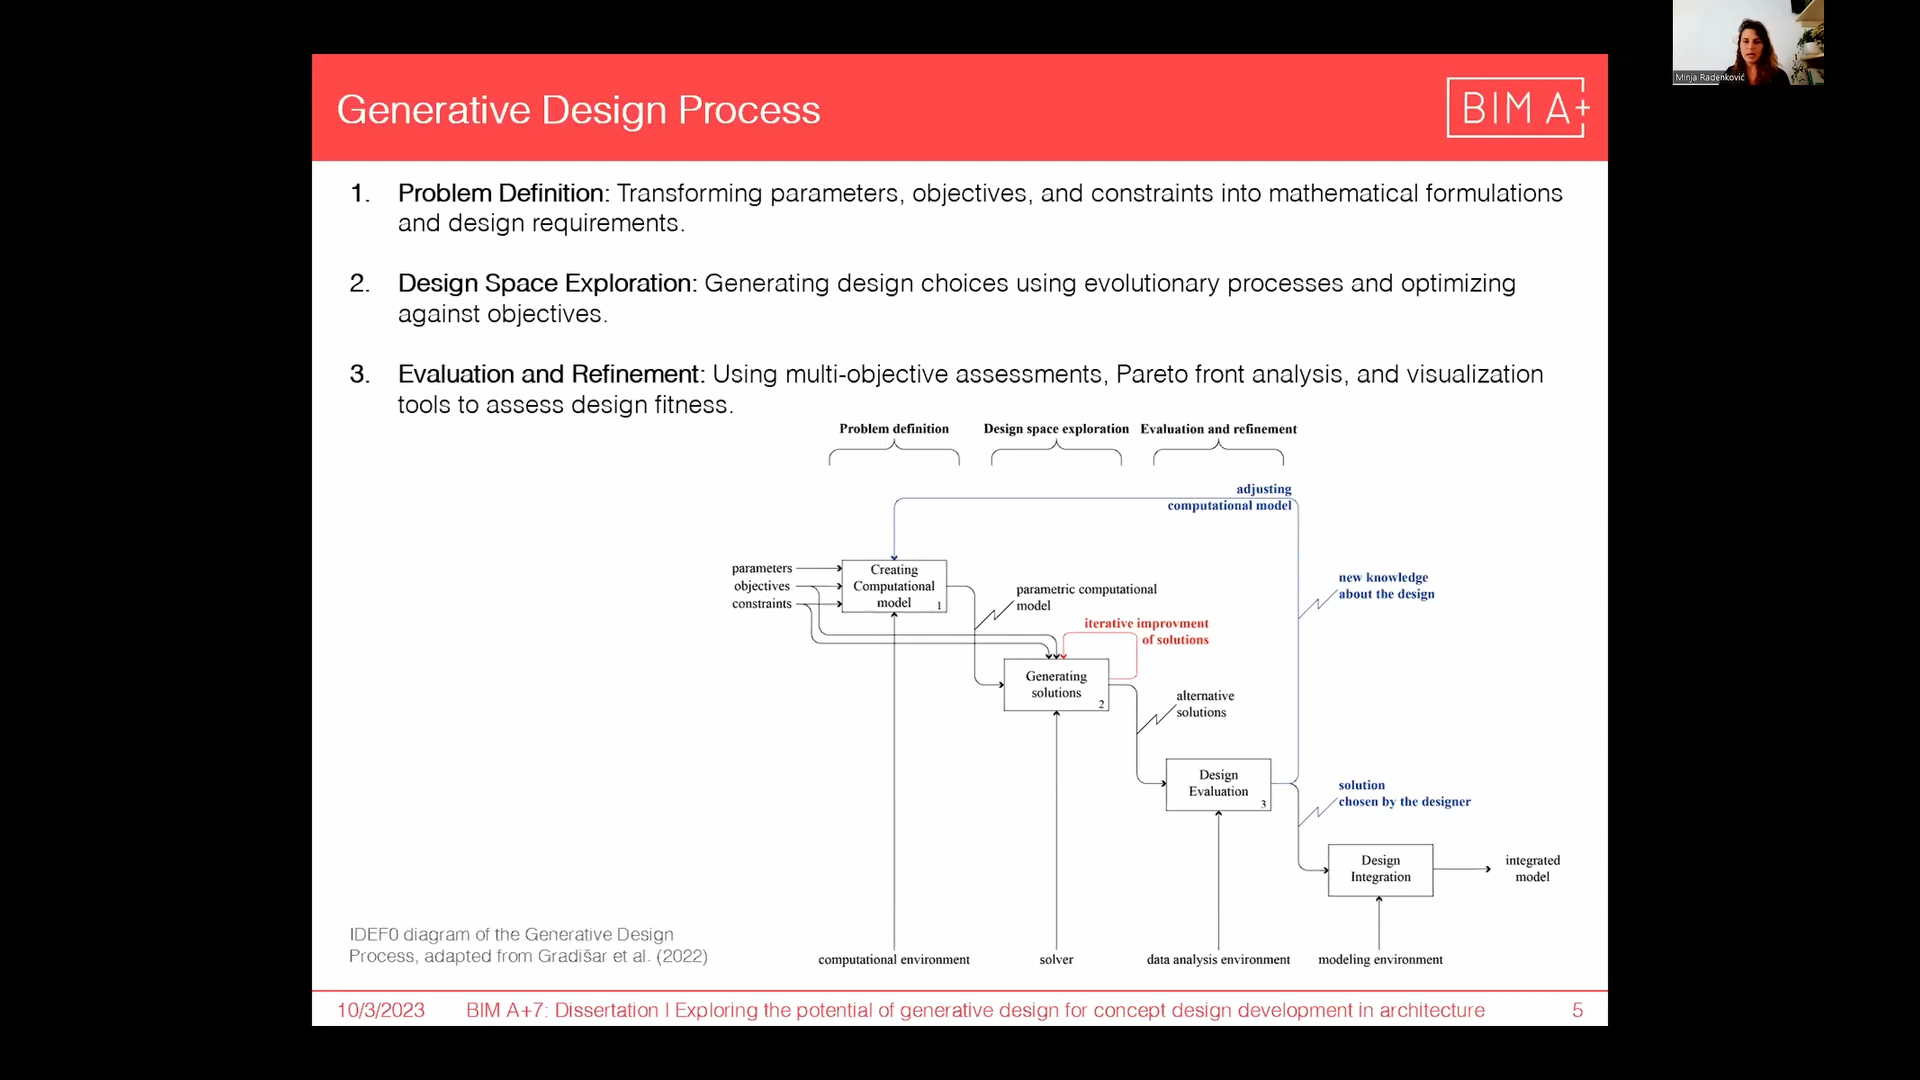 Minja Radenković
Generative Design Process
BIM A+
1. Problem Definition: Transforming parameters, objectives, and constraints into mathematical formulations
and design requirements.
2. Design Space Exploration: Generating design choices using evolutionary processes and optimizing
against objectives.
3. Evaluation and Refinement: Using multi-objective assessments, Pareto front analysis, and visualization
tools to assess design fitness.
Problem definition
Design space exploration
Evaluation and refinement
adjusting
computational model
parameters
objectives
constraints
Creating
Computational
model
1
parametric computational
model
new knowledge
about the design
iterative improvment
of solutions
Generating
solutions
2
alternative
solutions
Design
Evaluation
3
solution
chosen by the designer
Design
Integration
integrated
model
computational environment
solver
data analysis environment
modeling environment
IDEF0 diagram of the Generative Design
Process, adapted from Gradišar et al. (2022)
10/3/2023
BIM A+7: Dissertation | Exploring the potential of generative design for concept design development in architecture
5